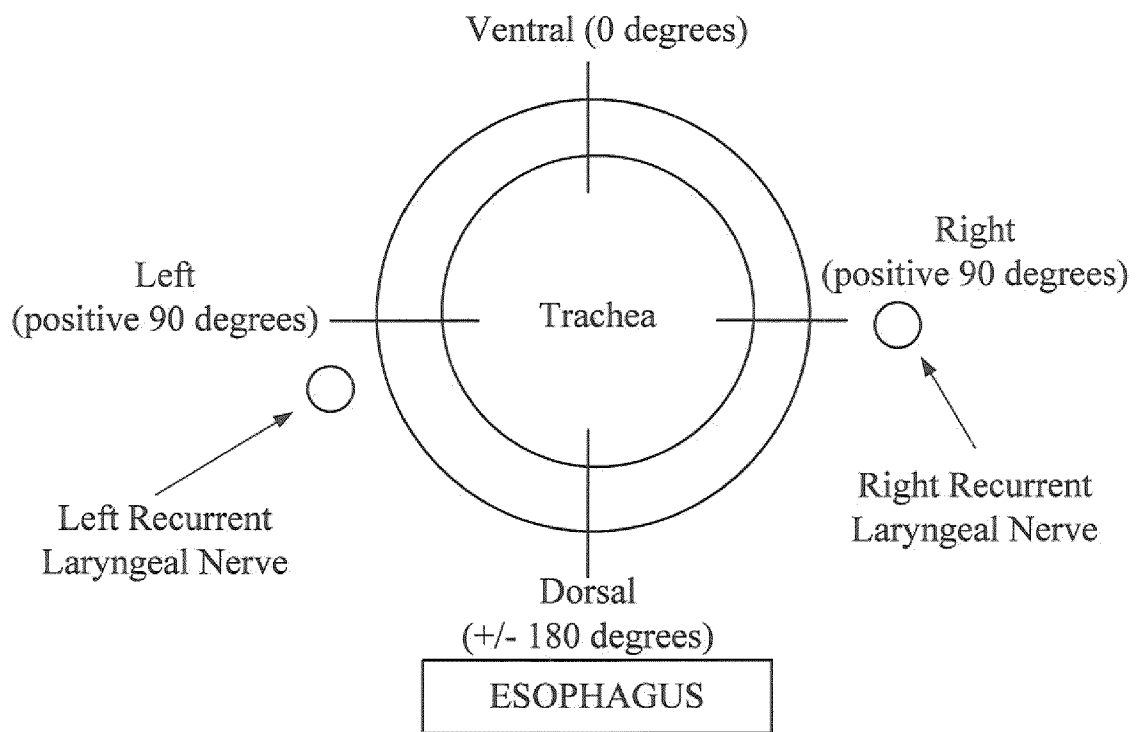 Ventral (0 degrees)
Right
(positive 90 degrees)
Left
(positive 90 degrees)
Trachea
Left Recurrent
Laryngeal Nerve
Right Recurrent
Laryngeal Nerve
Dorsal
(+/- 180 degrees)
ESOPHAGUS